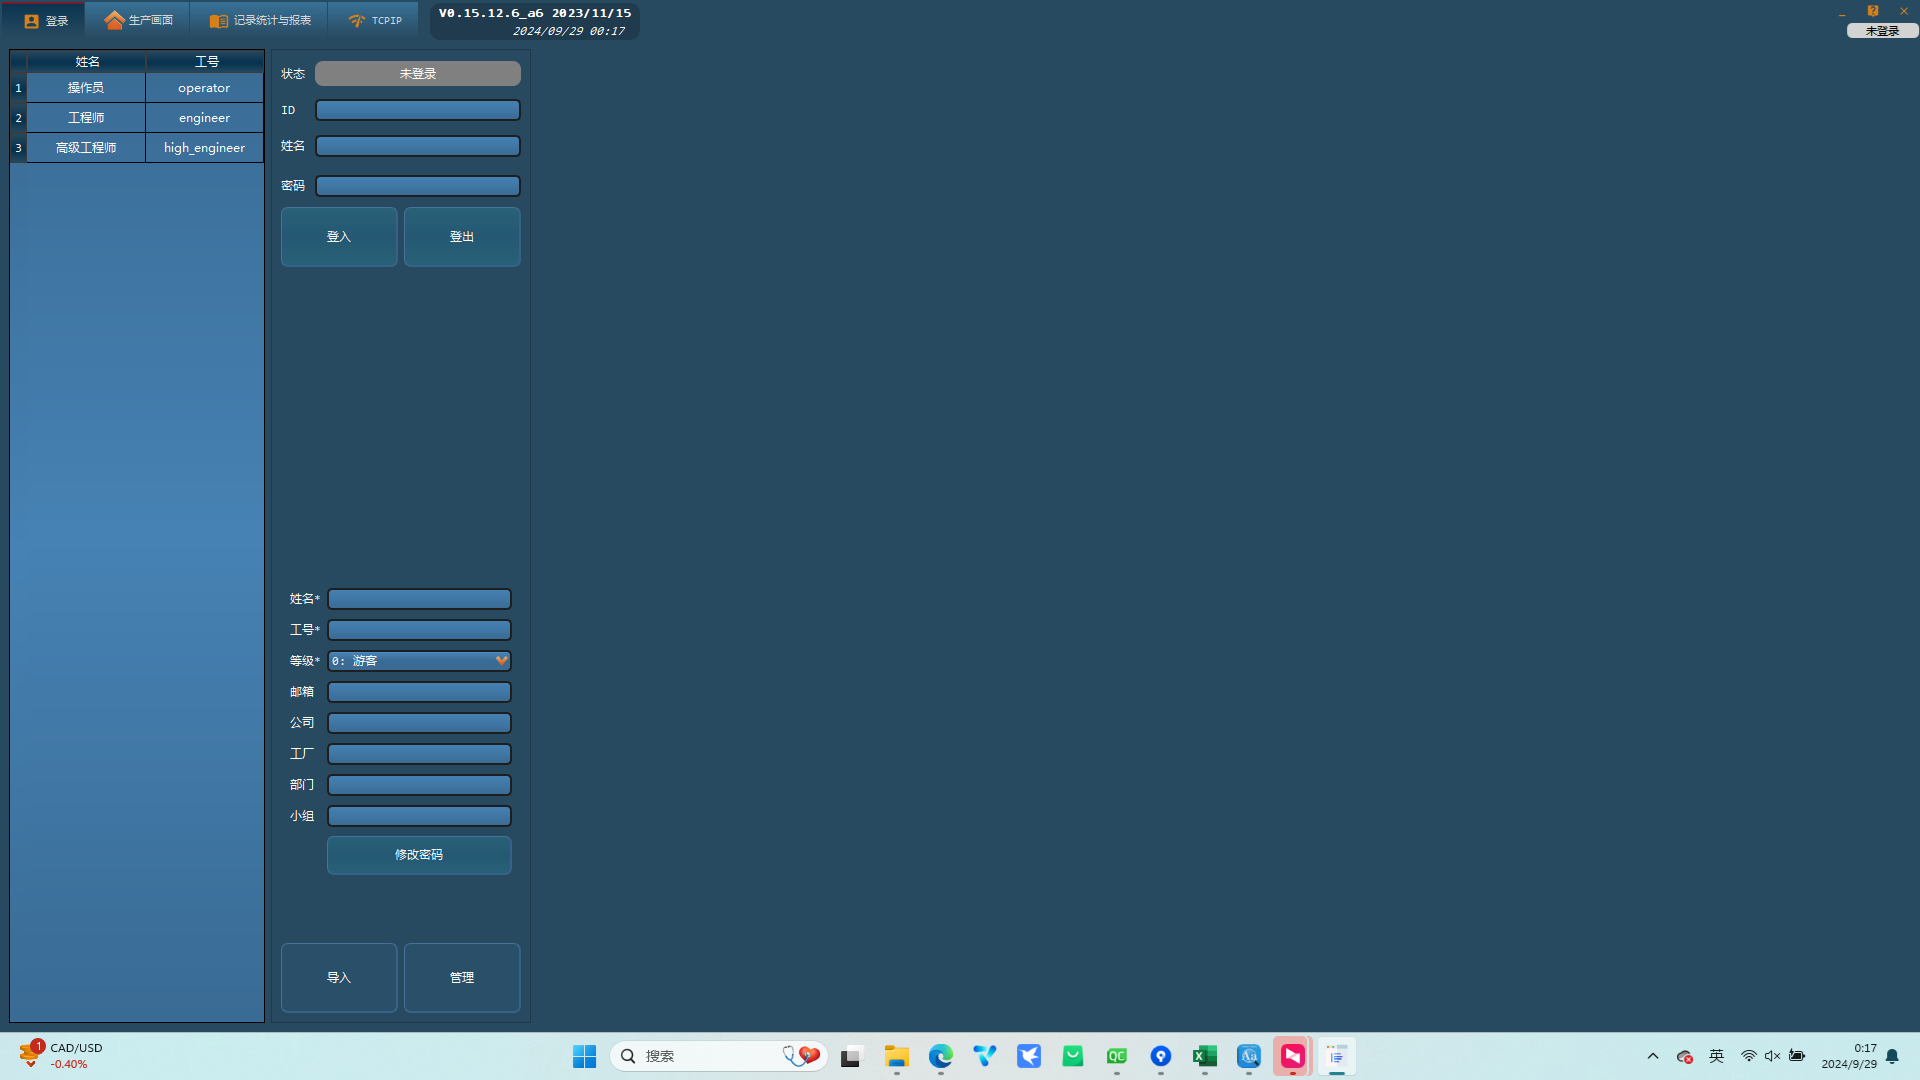 登录
生产画面
记录统计与报表
TCPIP
V0.15.12.6_a6 2023/11/15
2024/09/29 00:17
未登录
姓名 工号
1 操作员 operator
2 工程师 engineer
3 高级工程师 high_engineer
状态 未登录
ID
姓名
密码
登入 登出
姓名*
工号*
等级* 0: 游客
邮箱
公司
工厂
部门
小组
修改密码
导入 管理
1
CAD/USD
-0.40%
搜索
QC
X
Aa
英
0:17
2024/9/29